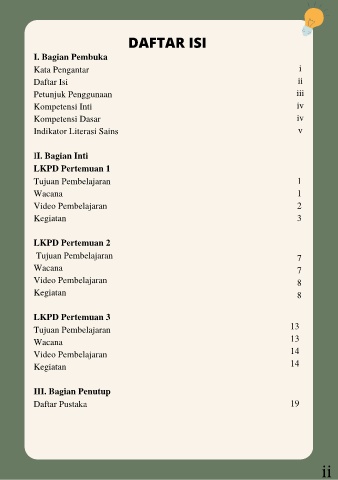 DAFTAR ISI
I. Bagian Pembuka
Kata Pengantar i
Daftar Isi ii
Petunjuk Penggunaan iii
Kompetensi Inti iv
Kompetensi Dasar iv
Indikator Literasi Sains v
II. Bagian Inti
LKPD Pertemuan 1
Tujuan Pembelajaran 1
Wacana 1
Video Pembelajaran 2
Kegiatan 3
LKPD Pertemuan 2
Tujuan Pembelajaran 7
Wacana 7
Video Pembelajaran 8
Kegiatan 8
LKPD Pertemuan 3
Tujuan Pembelajaran 13
Wacana 13
Video Pembelajaran 14
Kegiatan 14
III. Bagian Penutup
Daftar Pustaka 19
ii